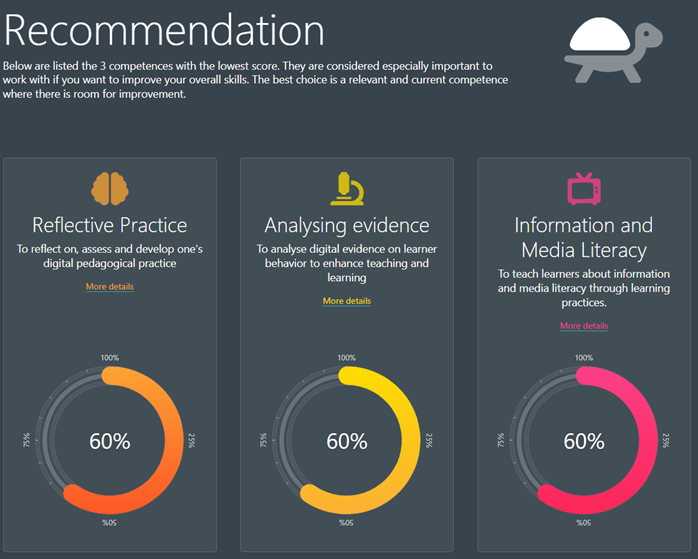 Recommendation
Below are listed the 3 competences with the lowest score. They are considered especially important to
work with if you want to improve your overall skills. The best choice is a relevant and current competence
where there is room for improvement.
Reflective Practice
To reflect on, assess and develop one's
digital pedagogical practice
More details
100%
75%
60%
25%
50%
Analysing evidence
To analyse digital evidence on learner
behavior to enhance teaching and
learning
More details
100%
75%
60%
25%
50%
Information and
Media Literacy
To teach learners about information
and media literacy through learning
practices.
More details
100%
75%
60%
25%
50%